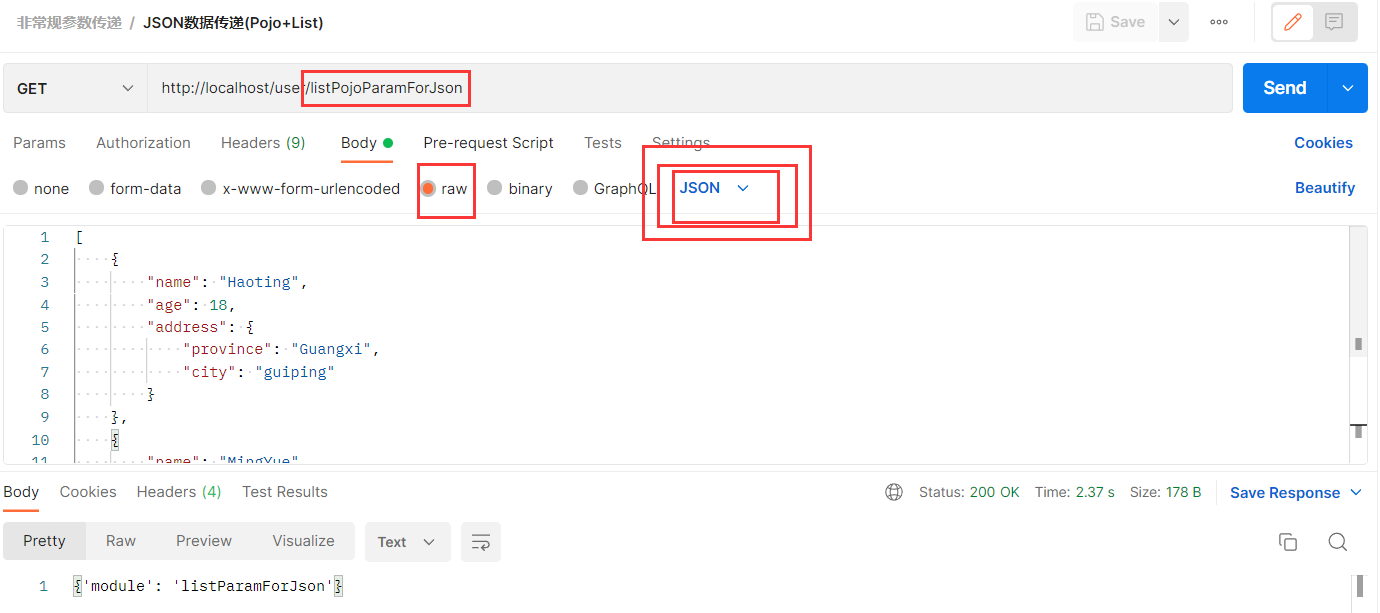 非常规参数传递 / JSON数据传递(Pojo+List)
Save
GET
http://localhost/user/listPojoParamForJson
Send
Params Authorization Headers (9) Body Pre-request Script Tests Settings Cookies
none form-data x-www-form-urlencoded raw binary GraphQL JSON Beautify
1 [
2 {
3 "name": "Haoting",
4 "age": 18,
5 "address": {
6 "province": "Guangxi",
7 "city": "guiping"
8 }
9 },
10 {
11 "name": "MingYue"
Body Cookies Headers (4) Test Results Status: 200 OK Time: 2.37 s Size: 178 B Save Response
Pretty Raw Preview Visualize Text
1 {'module': 'listParamForJson'}